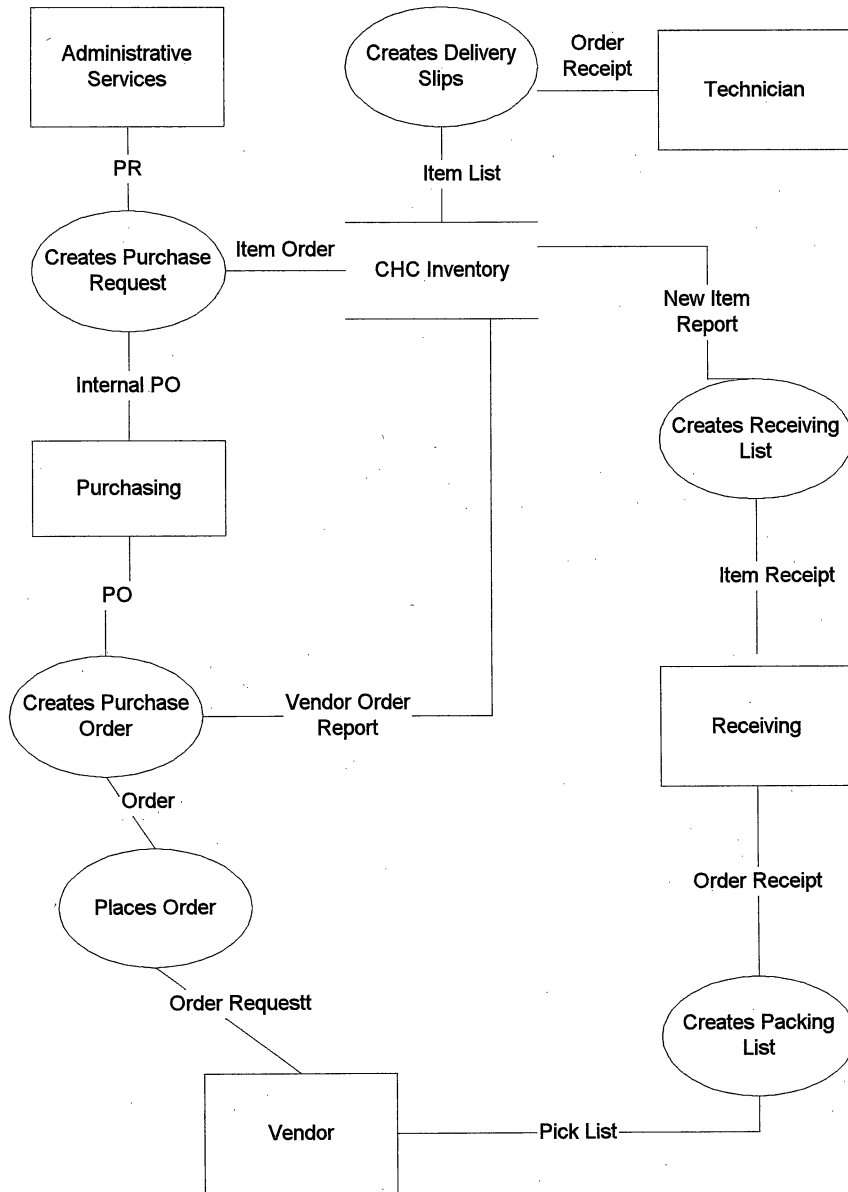 Administrative
Services
Creates Delivery
Slips
Order
Receipt
Technician
PR
Item List
Creates Purchase
Request
Item Order
CHC Inventory
New Item
Report
Internal PO
Creates Receiving
List
Purchasing
Item Receipt
PO
Creates Purchase
Order
Vendor Order
Report
Receiving
Order
Order Receipt
Places Order
Order Requestt
Creates Packing
List
Vendor
Pick List